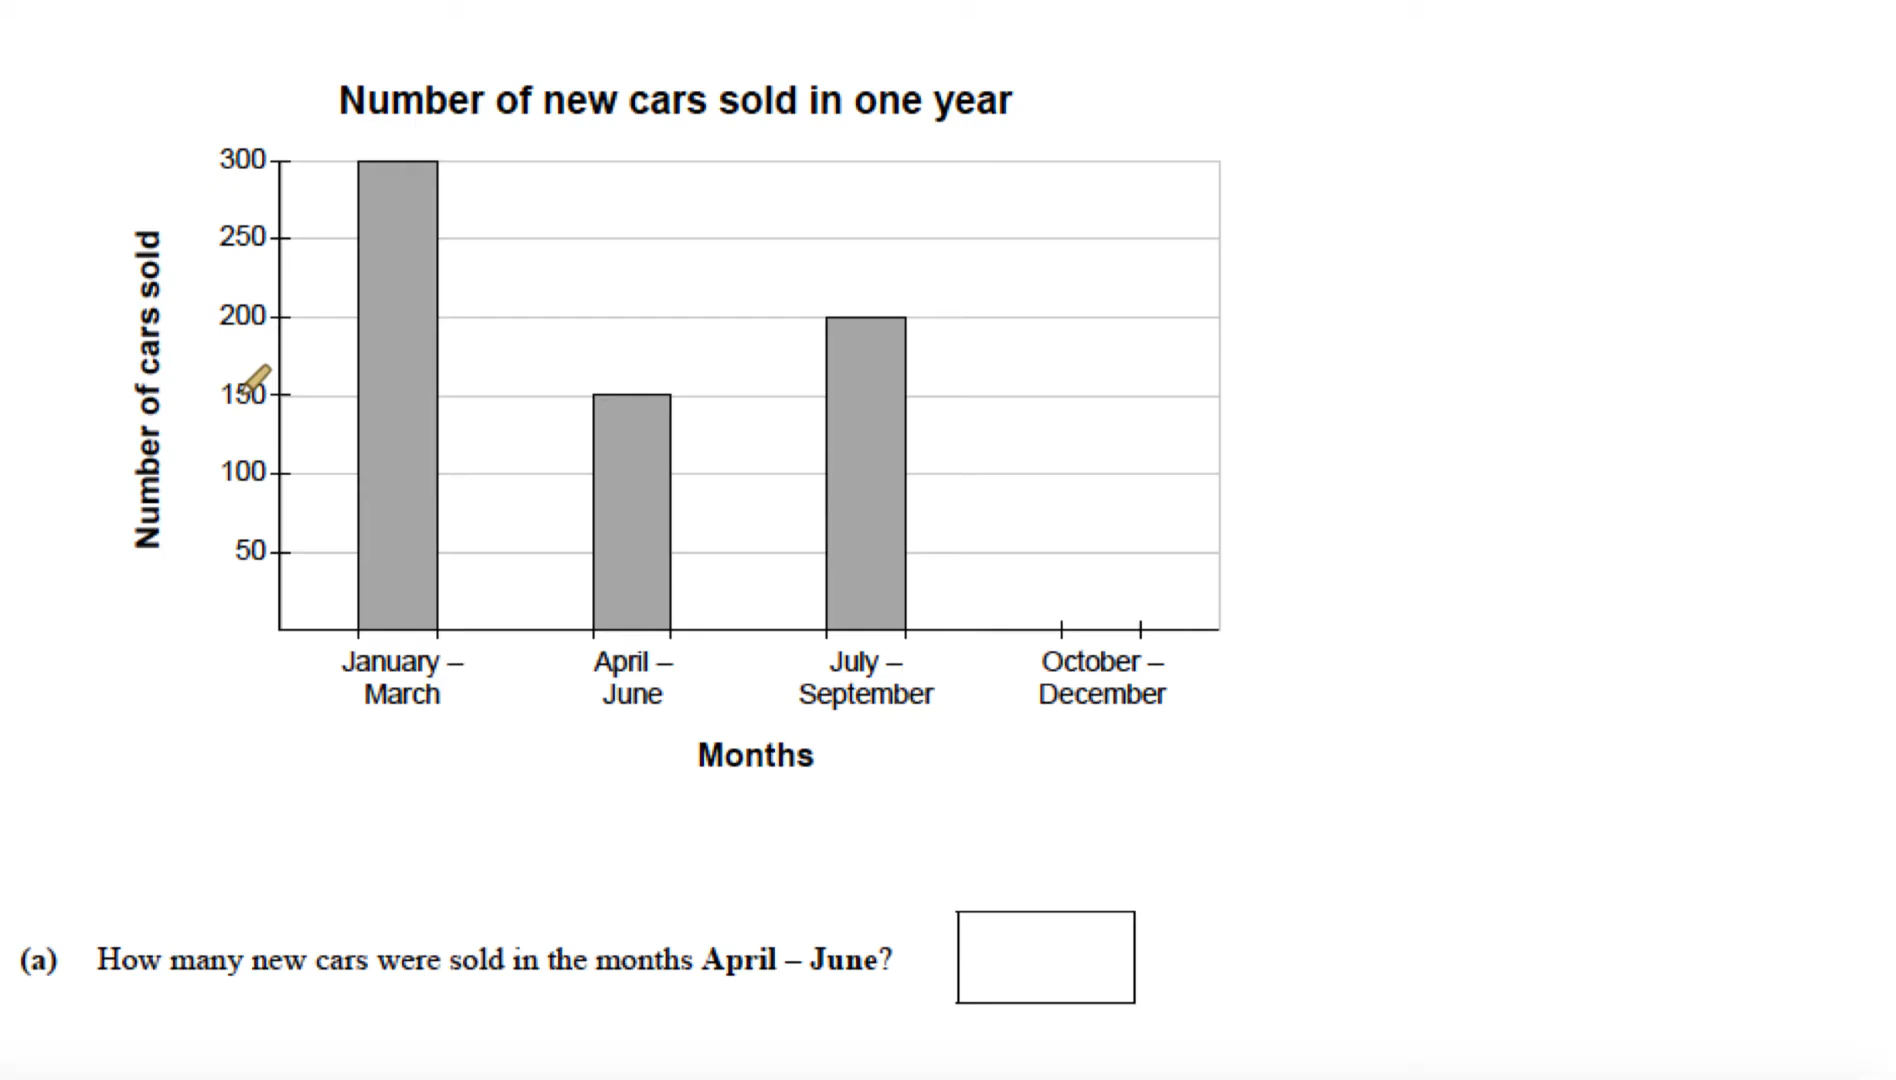 Number of new cars sold in one year
Number of cars sold
300
250
200
150
100
50
January –
March
April –
June
July –
September
October –
December
Months
(a) How many new cars were sold in the months April – June?